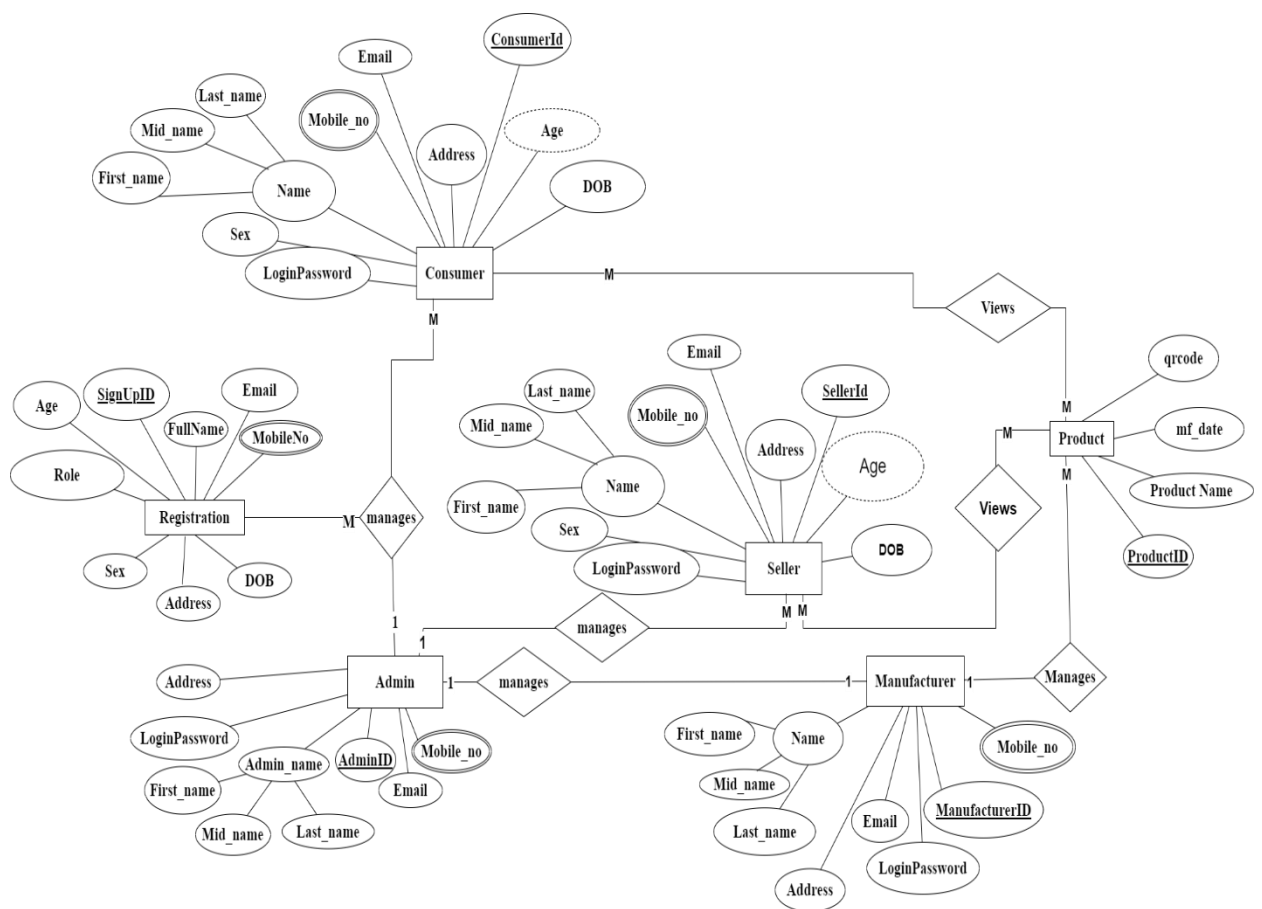 ConsumerId
Email
Last_name
Mobile_no
Age
Mid_name
Address
First_name
Name
DOB
Sex
LoginPassword
Consumer
M
Views
M
M
M
qrcode
Email
SellerId
SignUpID
Email
Last_name
Mobile_no
Age
FullName
MobileNo
Mid_name
Address
Age
M
Product
mf_date
M
Role
Name
Product Name
First_name
Views
Registration
M
manages
Sex
DOB
ProductID
LoginPassword
Seller
Sex
DOB
Address
M
M
1
manages
1
Address
Admin
1
manages
1
Manufacturer
1
Manages
LoginPassword
First_name
Name
Mobile_no
Admin_name
AdminID
Mobile_no
First_name
Email
Mid_name
ManufacturerID
Mid_name
Last_name
Last_name
Email
LoginPassword
Address